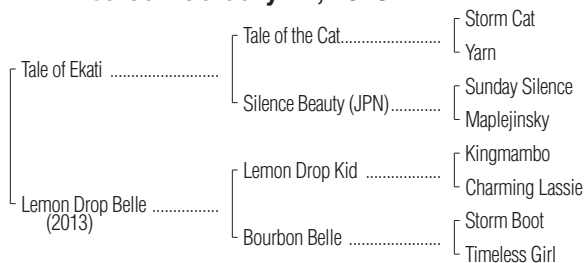 Storm Cat
Tale of the Cat....................
Yarn
Tale of Ekati ......................
Sunday Silence
Silence Beauty (JPN)............
Maplejinsky
Kingmambo
Lemon Drop Kid ..................
Charming Lassie
Lemon Drop Belle ................
(2013)
Storm Boot
Bourbon Belle ......................
Timeless Girl